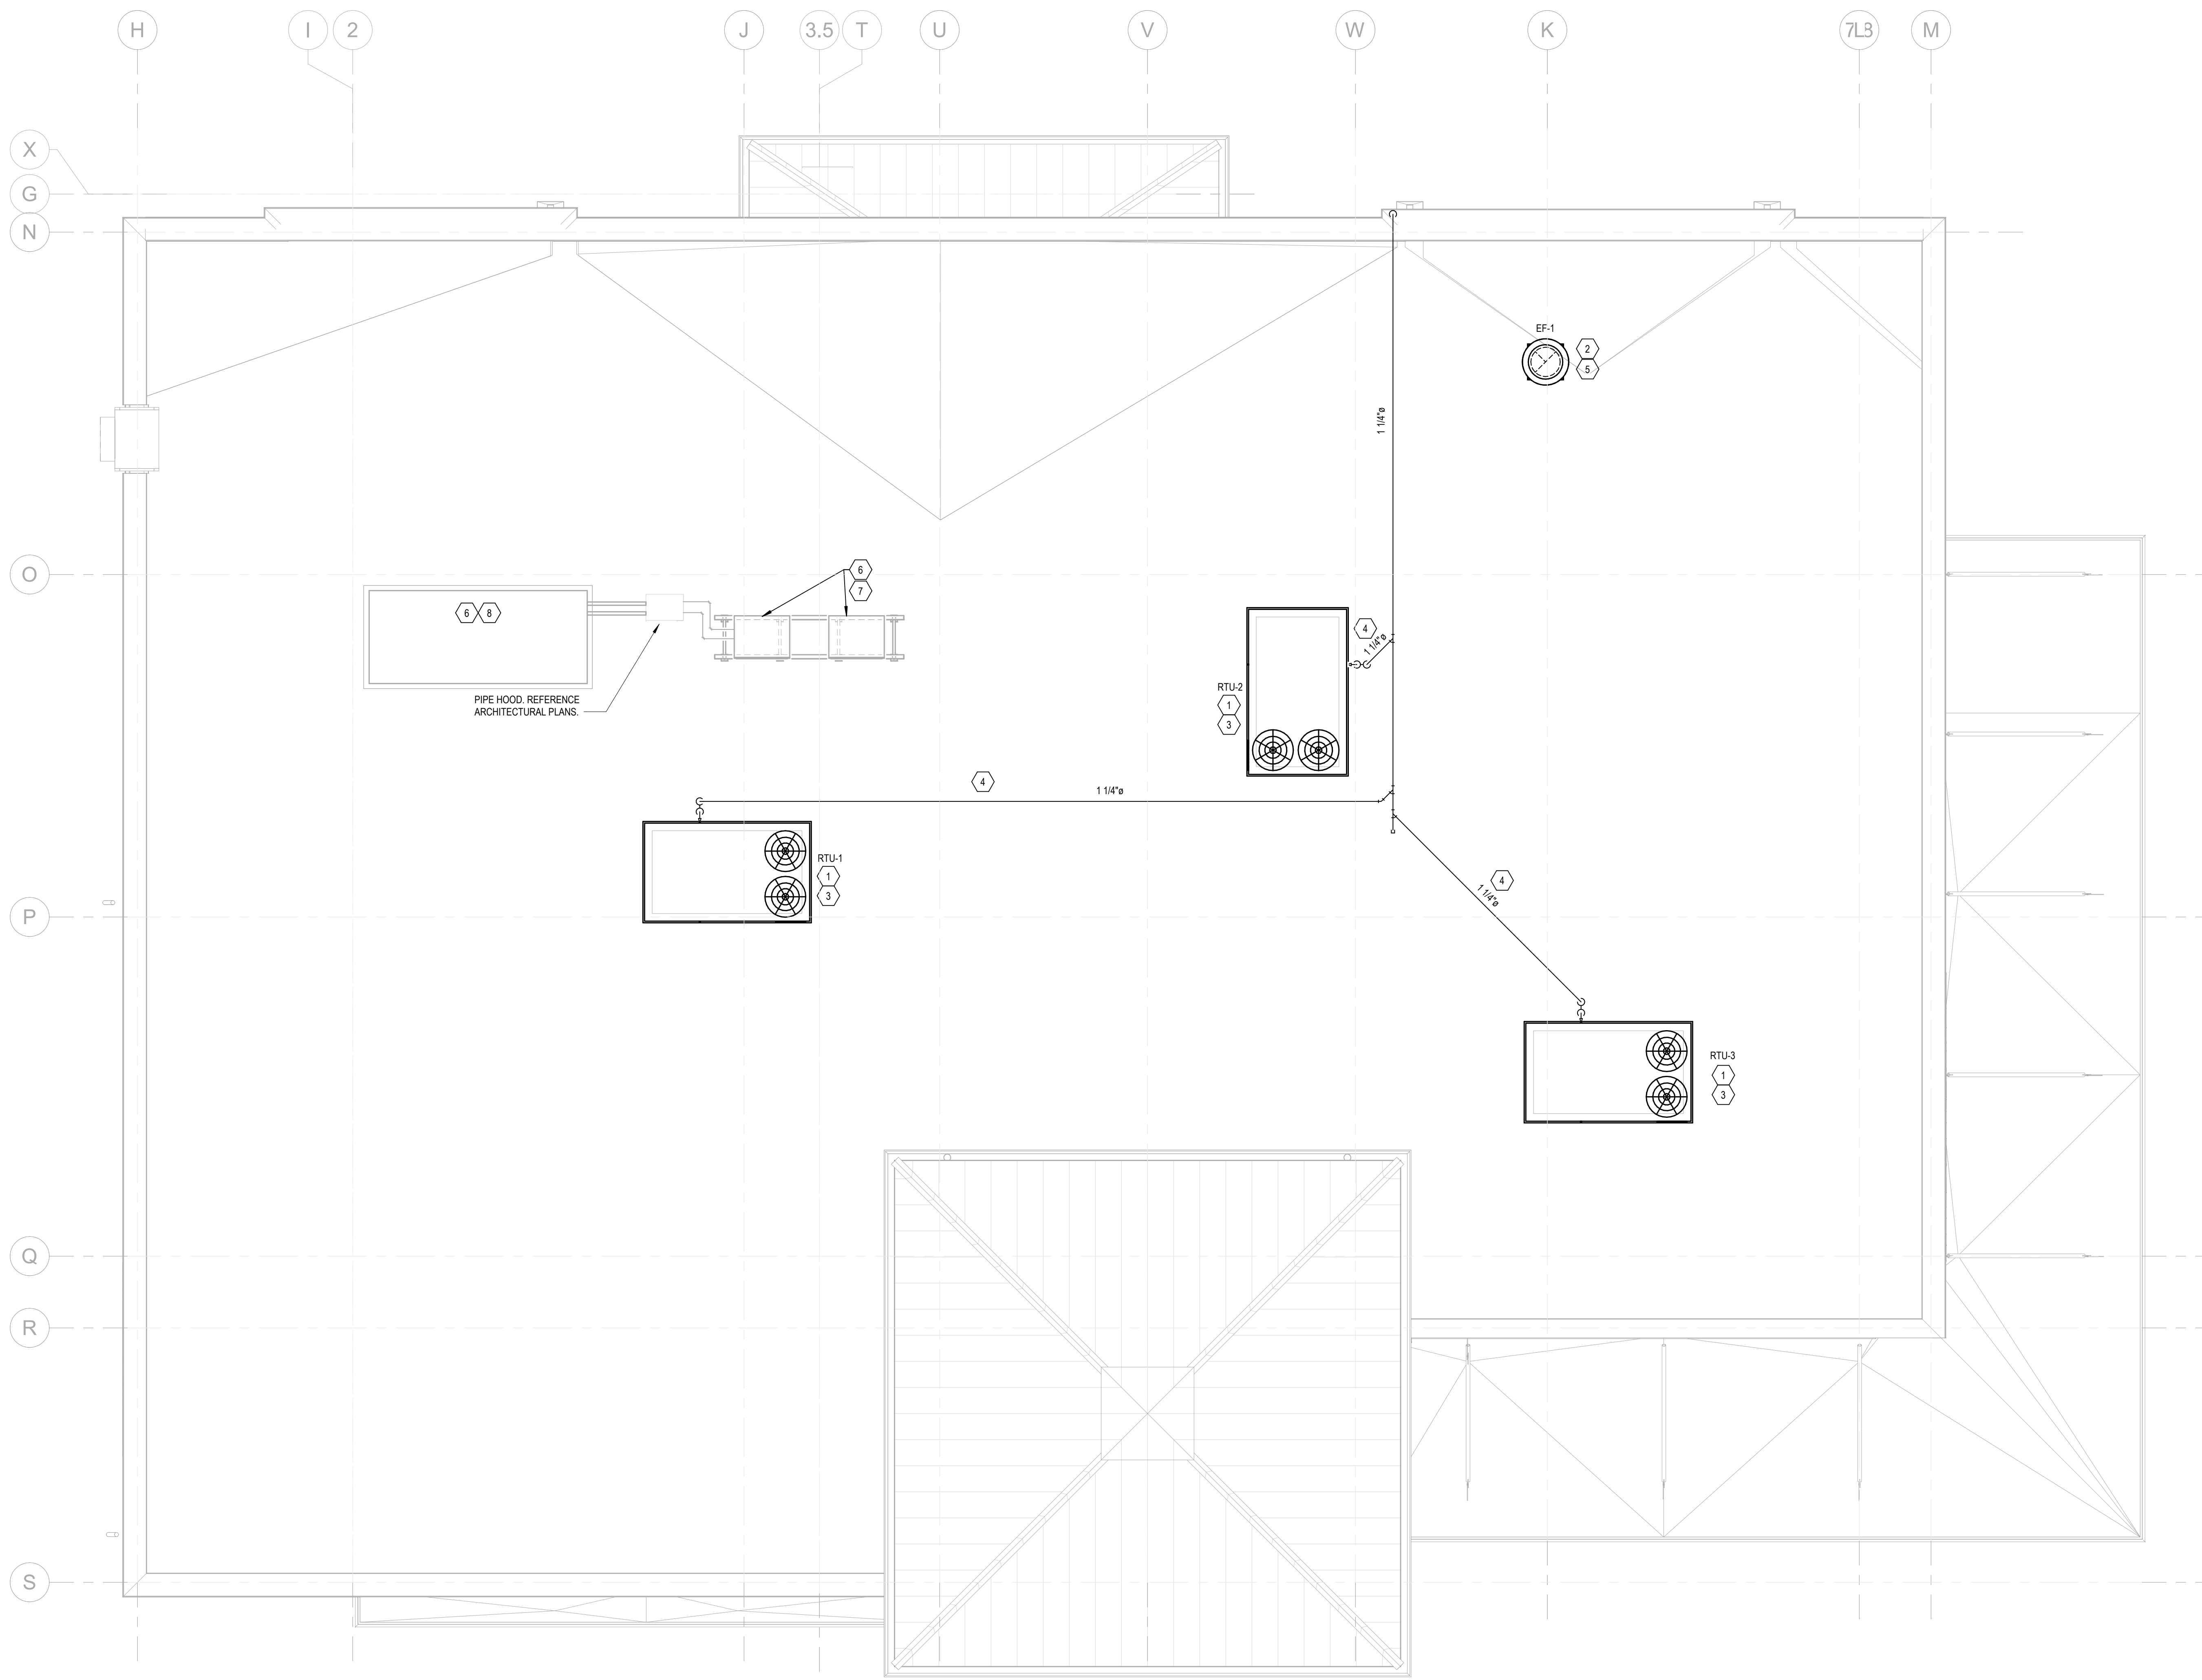 H
I
2
J
3.5
T
U
V
W
K
M
X
G
N
EF-1
2
5
1 1/4"ø
O
6
7
6
8
4
1 1/4"ø
PIPE HOOD. REFERENCE
ARCHITECTURAL PLANS.
RTU-2
1
3
4
1 1/4"ø
RTU-1
1
3
4
1 1/4"ø
P
RTU-3
1
3
Q
R
S